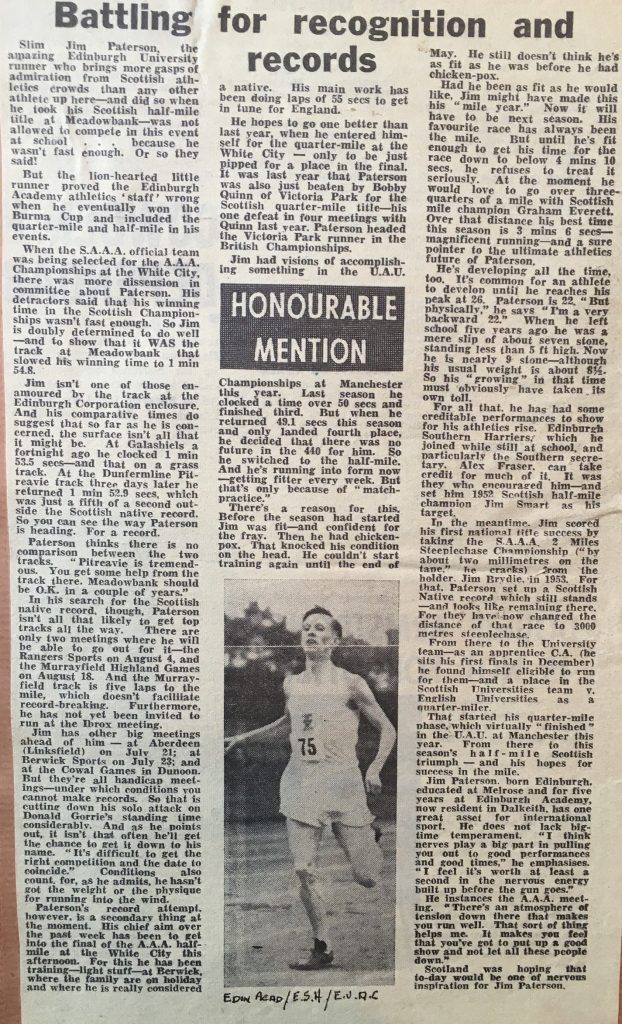 Battling for recognition and
records
Slim Jim Paterson, the
amazing Edinburgh University
runner who brings more gasps of
admiration from Scottish ath-
letics crowds than any other
athlete up here—and did so when
he took his Scottish half-mile
title at Meadowbank—was not
allowed to compete in this event
at school . . . because he
wasn't fast enough. Or so they
said!
But the lion-hearted little
runner proved the Edinburgh
Academy athletics 'staff' wrong
when he eventually won the
Burma Cup and included the
quarter-mile and half-mile in his
events.
When the S.A.A.A. official team
was being selected for the A.A.A.
Championships at the White City,
there was more dissension in
committee about Paterson. His
detractors said that his winning
time in the Scottish Champion-
ships wasn't fast enough. So Jim
is doubly determined to do well
—and to show that it WAS the
track at Meadowbank that
slowed his winning time to 1 min
54.8.
Jim isn't one of those en-
amoured by the track at the
Edinburgh Corporation enclosure.
And his comparative times do
suggest that so far as he is con-
cerned, the surface isn't all that
it might be. At Galashiels a
fortnight ago he clocked 1 min
53.5 secs—and that on a grass
track. At the Dunfermline Pit-
reavie track three days later he
returned 1 min 52.9 secs, which
was just a fifth of a second out-
side the Scottish native record.
So you can see the way Paterson
is heading. For a record.
Paterson thinks there is no
comparison between the two
tracks. "Pitreavie is tremend-
ous. You get some help from the
track there. Meadowbank should
be O.K. in a couple of years."
In his search for the Scottish
native record, though, Paterson
isn't all that likely to get top
tracks all the way. There are
only two meetings where he will
be able to go out for it—the
Rangers Sports on August 4, and
the Murrayfield Highland Games
on August 18. And the Murray-
field track is five laps to the
mile, which doesn't facilitate
record-breaking. Furthermore,
he has not yet been invited to
run at the Ibrox meeting.
Jim has other big meetings
ahead of him — at Aberdeen
(Linksfield) on July 21; at
Berwick Sports on July 23; and
at the Cowal Games in Dunoon.
But they're all handicap meet-
ings—under which conditions you
cannot make records. So that is
cutting down his solo attack on
Donald Gorrie's standing time
considerably. And as he points
out, it isn't that often he'll get
the chance to get it down to his
name. "It's difficult to get the
right competition and the date to
coincide." Conditions also
count, for, as he admits, he hasn't
got the weight or the physique
for running into the wind.
Paterson's record attempt,
however, is a secondary thing at
the moment. His chief aim over
the past week has been to get
into the final of the A.A.A. half-
mile at the White City this
afternoon. For this he has been
training—light stuff—at Berwick,
where the family are on holiday
and where he is really considered
a native. His main work has
been doing laps of 55 secs to get
in tune for England.
He hopes to go one better than
last year, when he entered him-
self for the quarter-mile at the
White City — only to be just
pipped for a place in the final.
It was last year that Paterson
was also just beaten by Bobby
Quinn of Victoria Park for the
Scottish quarter-mile title—his
one defeat in four meetings with
Quinn last year. Paterson headed
the Victoria Park runner in the
British Championships.
Jim had visions of accomplish-
ing something in the U.A.U.
HONOURABLE
MENTION
Championships at Manchester
this year. Last season he
clocked a time over 50 secs and
finished third. But when he
returned 49.1 secs this season
and only landed fourth place,
he decided that there was no
future in the 440 for him. So
he switched to the half-mile.
And he's running into form now
—getting fitter every week. But
that's only because of "match-
practice."
There's a reason for this.
Before the season had started
Jim was fit—and confident for
the fray. Then he had chicken-
pox. That knocked his condition
on the head. He couldn't start
training again until the end of
75
EDIN ACAD/E.S.H/E.U.A.C
May. He still doesn't think he's
as fit as he was before he had
chicken-pox.
Had he been as fit as he would
like, Jim might have made this
his "mile year." Now it will
have to be next season. His
favourite race has always been
the mile. But until he's fit
enough to get his time for the
race down to below 4 mins 10
secs, he refuses to treat it
seriously. At the moment he
would love to go over three-
quarters of a mile with Scottish
mile champion Graham Everett.
Over that distance his best time
this season is 3 mins 6 secs—
magnificent running—and a sure
pointer to the ultimate athletics
future of Paterson.
He's developing all the time,
too. It's common for an athlete
to develop until he reaches his
peak at 26. Paterson is 22. "But
physically," he says "I'm a very
backward 22." When he left
school five years ago he was a
mere slip of about seven stone,
standing less than 5 ft high. Now
he is nearly 9 stone—although
his usual weight is about 8½.
So his "growing" in that time
must obviously have taken its
own toll.
For all that, he has had some
creditable performances to show
for his athletics rise. Edinburgh
Southern Harriers, which he
joined while still at school, and
particularly the Southern secre-
tary, Alex Fraser, can take
credit for much of it. It was
they who encouraged him—and
set him 1952 Scottish half-mile
champion Jim Smart as his
target.
In the meantime, Jim scored
his first national title success by
taking the S.A.A.A. 2 Miles
Steeplechase Championship ("by
about two millimetres on the
tape," he cracks) from the
holder, Jim Brydie, in 1953. For
that, Paterson set up a Scottish
Native record which still stands
—and looks like remaining there.
For they have now changed the
distance of that race to 3000
metres steeplechase.
From there to the University
team—as an apprentice C.A. (he
sits his first finals in December)
he found himself eligible to run
for them—and a place in the
Scottish Universities team v.
English Universities as a
quarter-miler.
That started his quarter-mile
phase, which virtually "finished"
in the U.A.U. at Manchester this
year. From there to this
season's half-mile Scottish
triumph — and his hopes for
success in the mile.
Jim Paterson, born Edinburgh,
educated at Melrose and for five
years at Edinburgh Academy,
now resident in Dalkeith, has one
great asset for international
sport. He does not lack big-
time temperament. "I think
nerves play a big part in pulling
you out to good performances
and good times," he emphasises.
"I feel it's worth at least a
second in the nervous energy
built up before the gun goes."
He instances the A.A.A. meet-
ing. "There's an atmosphere of
tension down there that makes
you run well. That sort of thing
helps me. It makes you feel
that you've got to put up a good
show and not let all these people
down."
Scotland was hoping that
to-day would be one of nervous
inspiration for Jim Paterson.